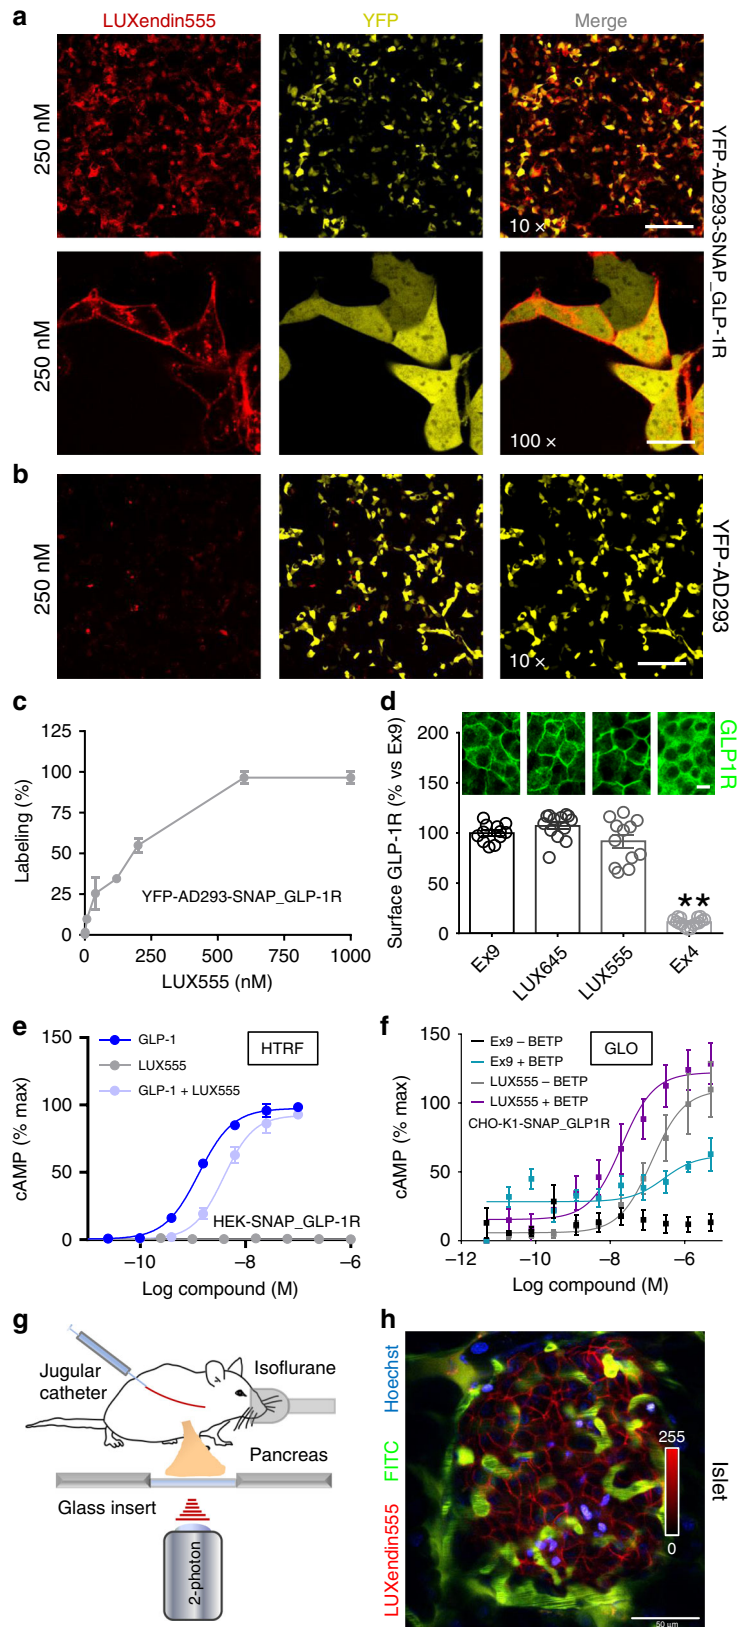 a
LUXendin555
YFP
Merge
250 nM
10 ×
YFP-AD293-SNAP_GLP-1R
250 nM
100 ×
b
250 nM
10 ×
YFP-AD293
c
125
100
75
50
25
0
Labeling (%)
YFP-AD293-SNAP_GLP-1R
0
250
500
750
1000
LUX555 (nM)
d
200
150
100
50
0
Surface GLP-1R (% vs Ex9)
GLP1R
**
Ex9
LUX645
LUX555
Ex4
e
150
100
50
0
cAMP (% max)
GLP-1
LUX555
GLP-1 + LUX555
HTRF
HEK-SNAP_GLP-1R
–10
–8
–6
Log compound (M)
f
150
100
50
0
cAMP (% max)
Ex9 – BETP
Ex9 + BETP
LUX555 – BETP
LUX555 + BETP
GLO
CHO-K1-SNAP_GLP1R
–12
–10
–8
–6
Log compound (M)
g
Jugular
catheter
Isoflurane
Pancreas
Glass insert
2-photon
h
LUXendin555 FITC Hoechst
255
0
Islet
50 µm